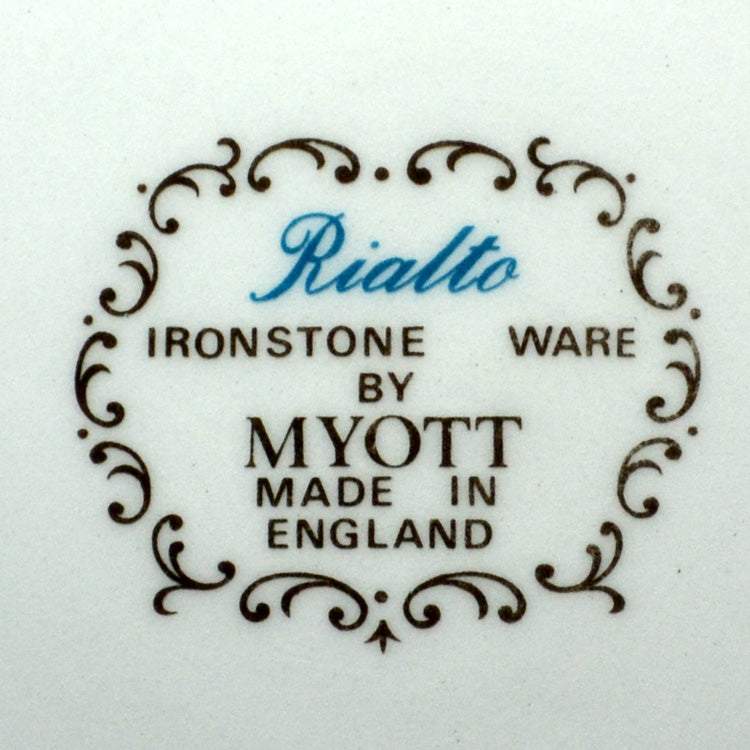 Rialto
IRONSTONE WARE
BY
MYOTT
MADE IN
ENGLAND